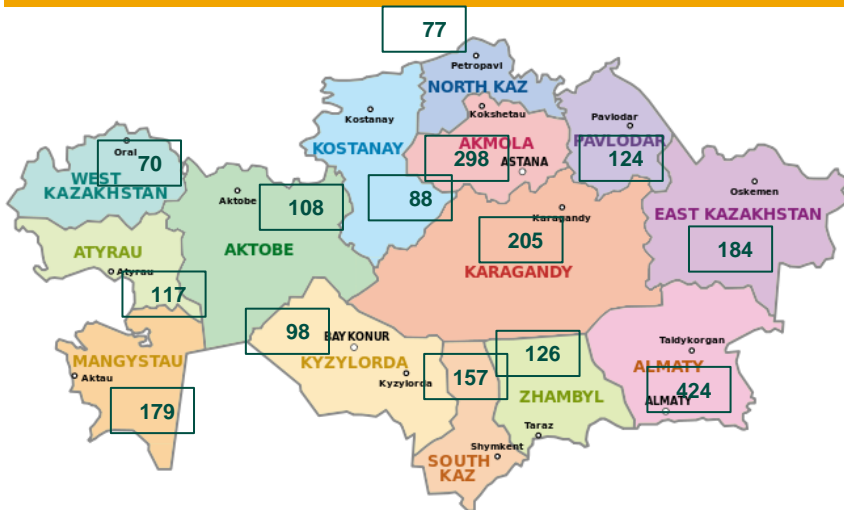 77
Petropavl
NORTH KAZ
Kostanay
Kokshetau
Pavlodar
KOSTANAY
AKMOLA
PAVLODAR
Oral
70
298
ASTANA
124
WEST
KAZAKHSTAN
Aktobe
108
88
Oskemen
Karagandy
EAST KAZAKHSTAN
205
184
ATYRAU
AKTOBE
KARAGANDY
Atyrau
117
98
BAYKONUR
126
Taldykorgan
MANGYSTAU
KYZYLORDA
157
ALMATY
Aktau
Kyzylorda
ZHAMBYL
424
ALMATY
179
Taraz
Shymkent
SOUTH
KAZ